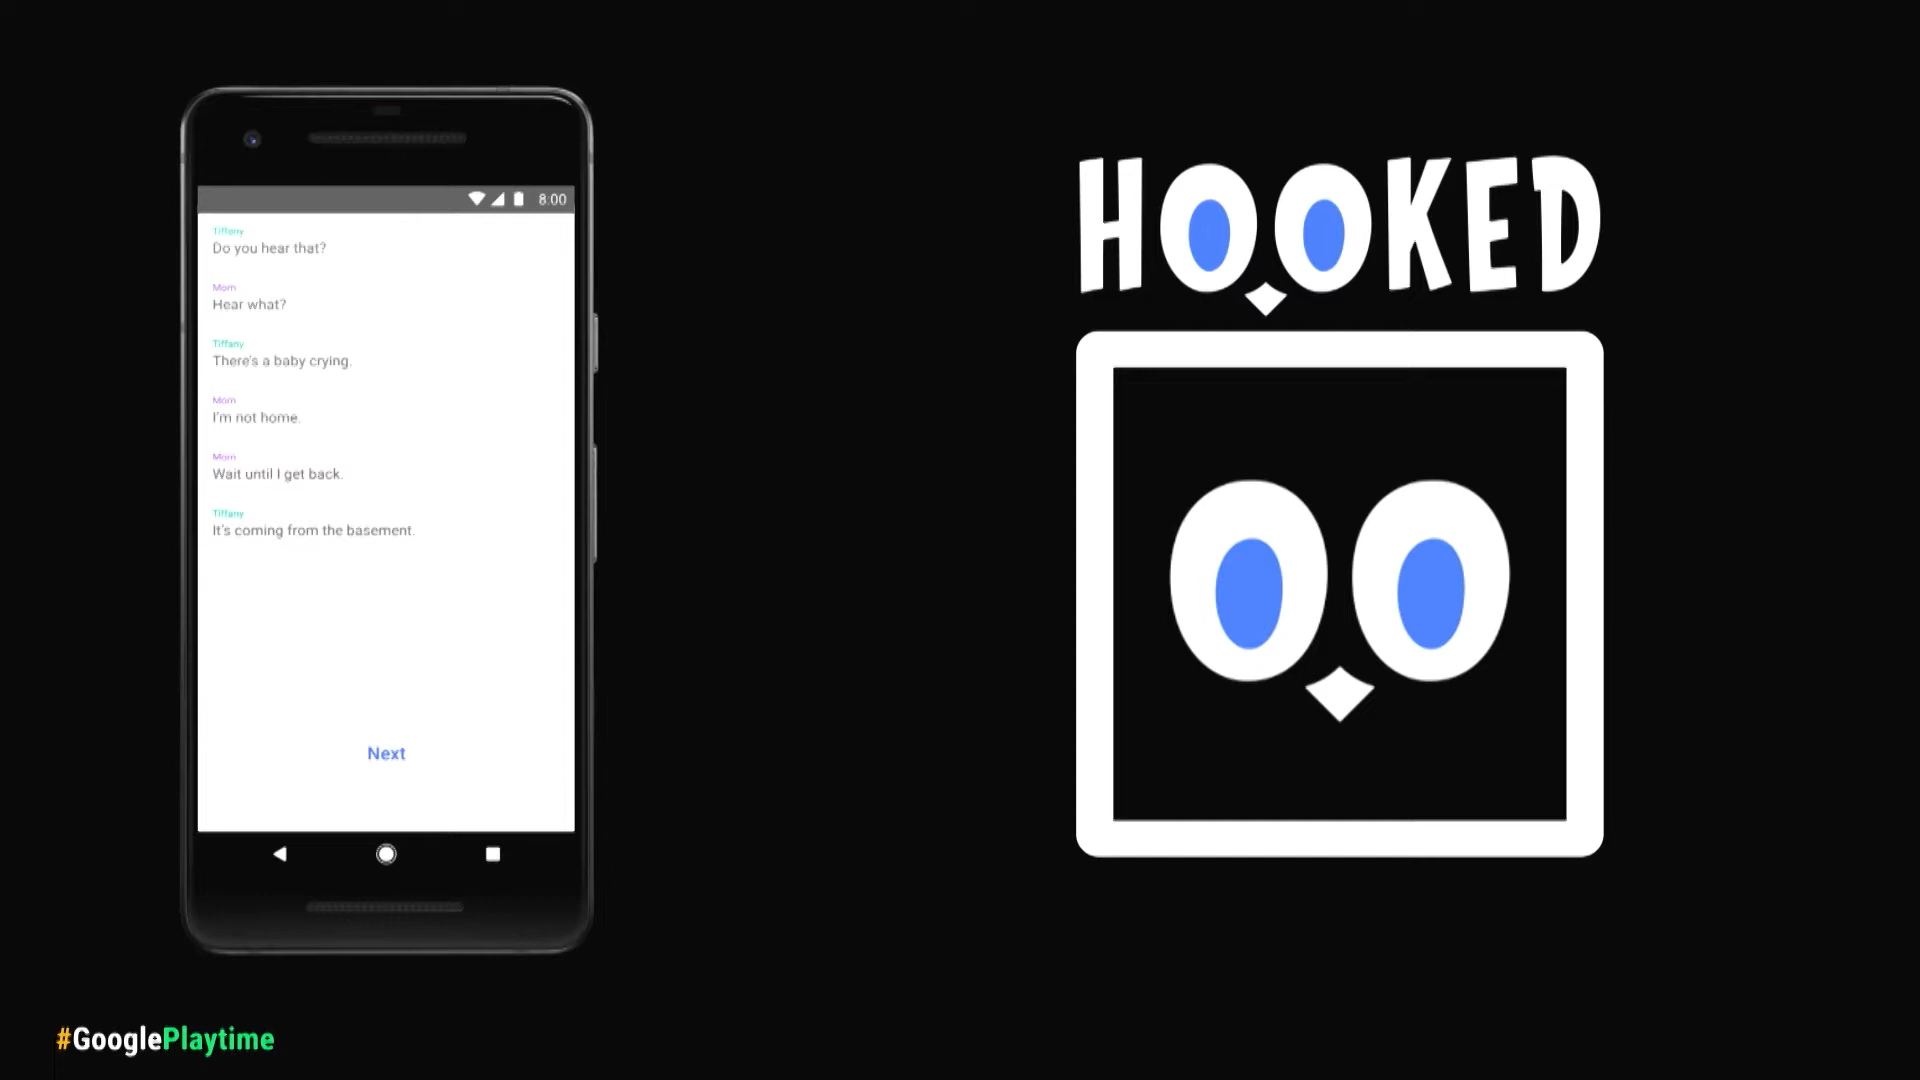 8:00
Tiffany
Do you hear that?
Mom
Hear what?
Tiffany
There's a baby crying.
Mom
I'm not home.
Mom
Wait until I get back.
Tiffany
It's coming from the basement.
Next
HOOKED
#GooglePlaytime